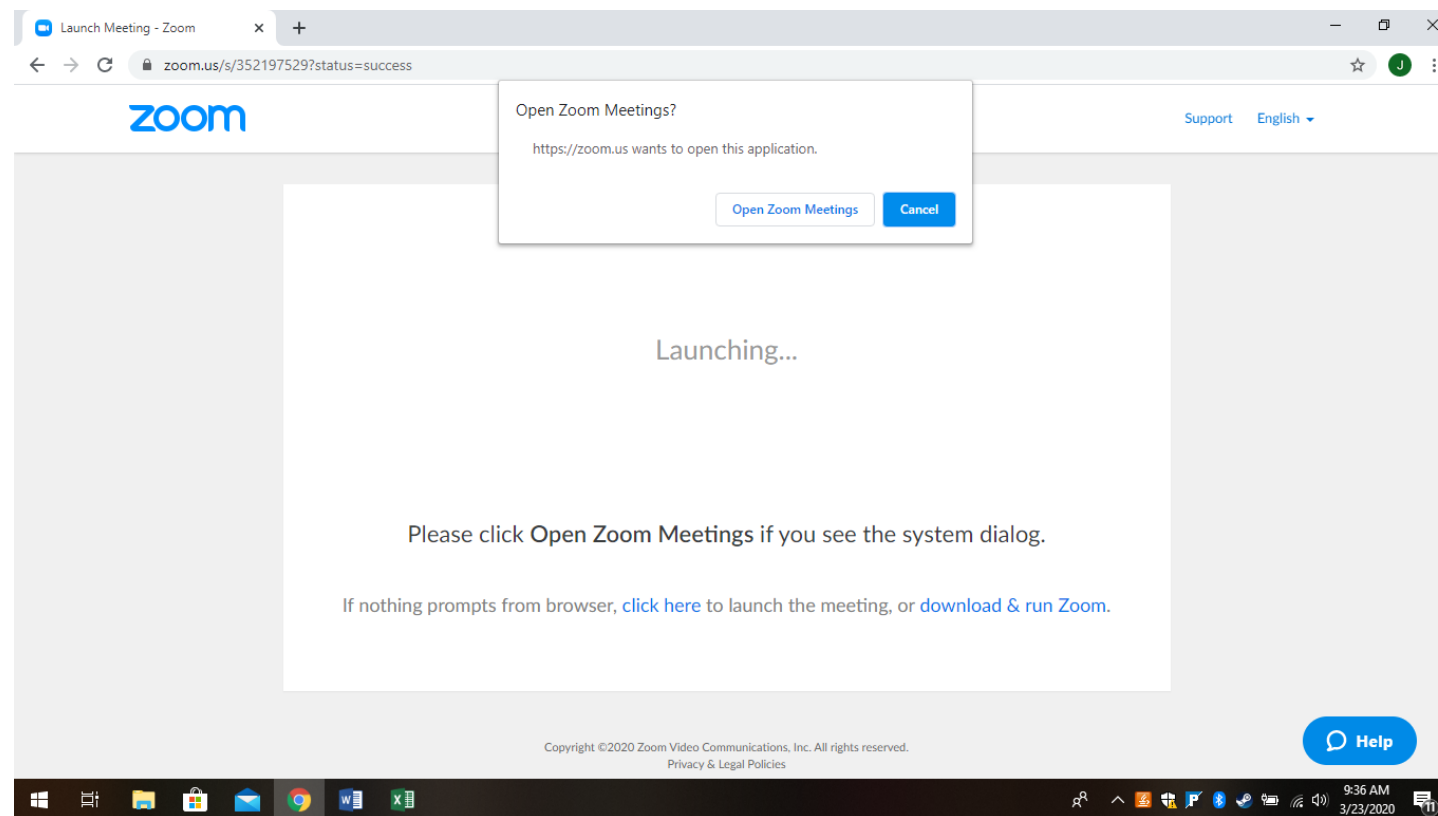 Launch Meeting - Zoom
zoom.us/s/352197529?status=success
J
zoom
Support English
Open Zoom Meetings?
https://zoom.us wants to open this application.
Open Zoom Meetings Cancel
Launching...
Please click Open Zoom Meetings if you see the system dialog.
If nothing prompts from browser, click here to launch the meeting, or download & run Zoom.
Help
Copyright ©2020 Zoom Video Communications, Inc. All rights reserved.
Privacy & Legal Policies
9:36 AM
3/23/2020
11